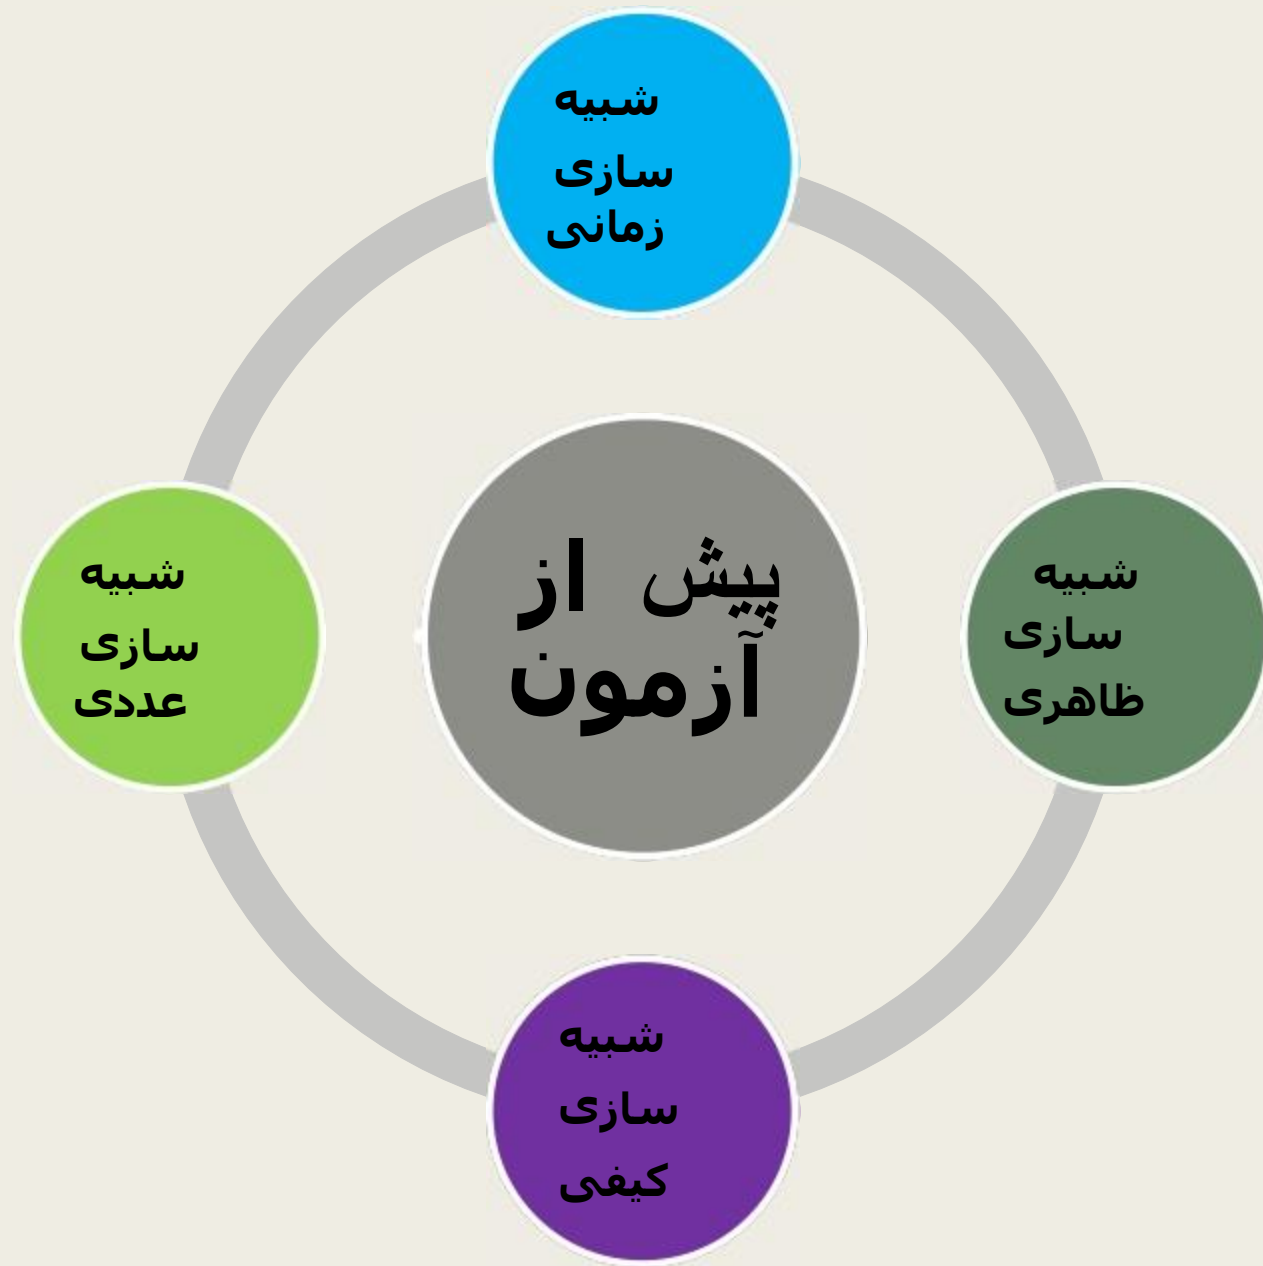 شبیه
سازی
زمانی
شبیه
سازی
ظاهری
پیش از
آزمون
شبیه
سازی
عددی
شبیه
سازی
کیفی